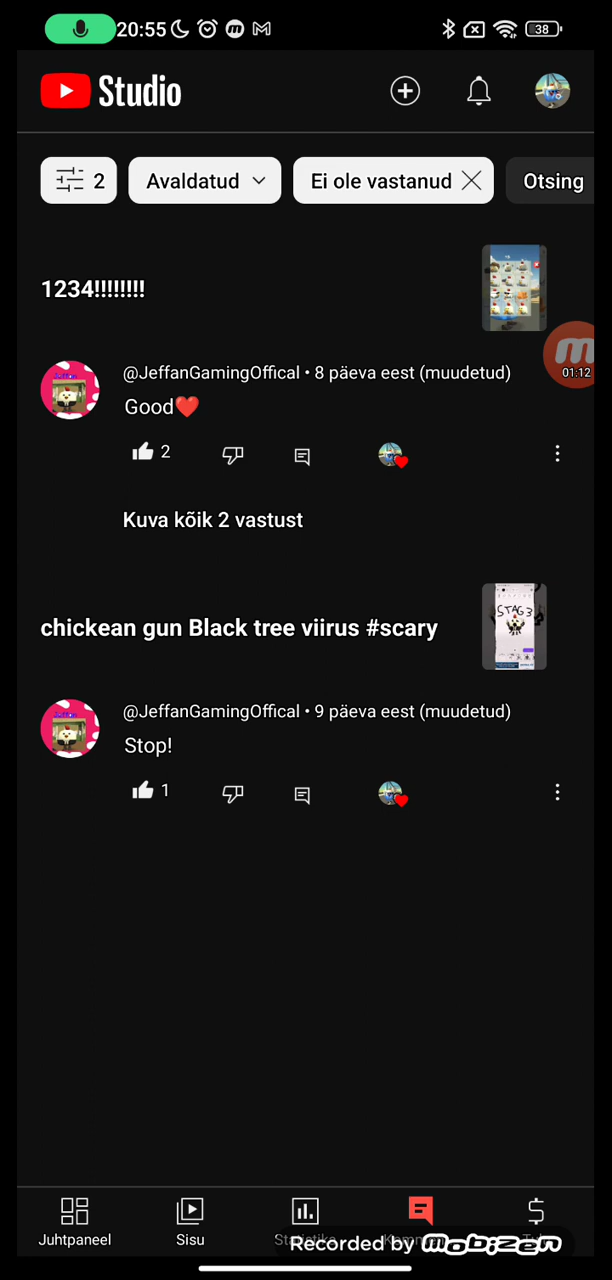 20:55 38
Studio
2 Avaldatud Ei ole vastanud Otsing
1234!!!!!!!!
@JeffanGamingOffical • 8 päeva eest (muudetud)
01:12
Good❤️
2
Kuva kõik 2 vastust
chickean gun Black tree viirus #scary
STAG3
@JeffanGamingOffical • 9 päeva eest (muudetud)
Stop!
1
Juhtpaneel Sisu
Recorded by mobizen